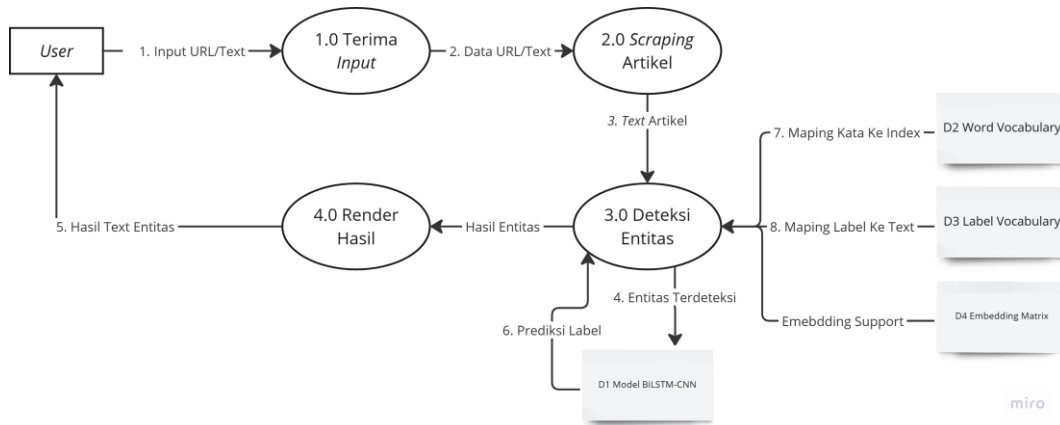 User
1. Input URL/Text
1.0 Terima
Input
2. Data URL/Text
2.0 Scraping
Artikel
3. Text Artikel
7. Maping Kata Ke Index
D2 Word Vocabulary
5. Hasil Text Entitas
4.0 Render
Hasil
Hasil Entitas
3.0 Deteksi
Entitas
8. Maping Label Ke Text
D3 Label Vocabulary
4. Entitas Terdeteksi
6. Prediksi Label
Emebdding Support
D4 Embedding Matrix
D1 Model BiLSTM-CNN
miro